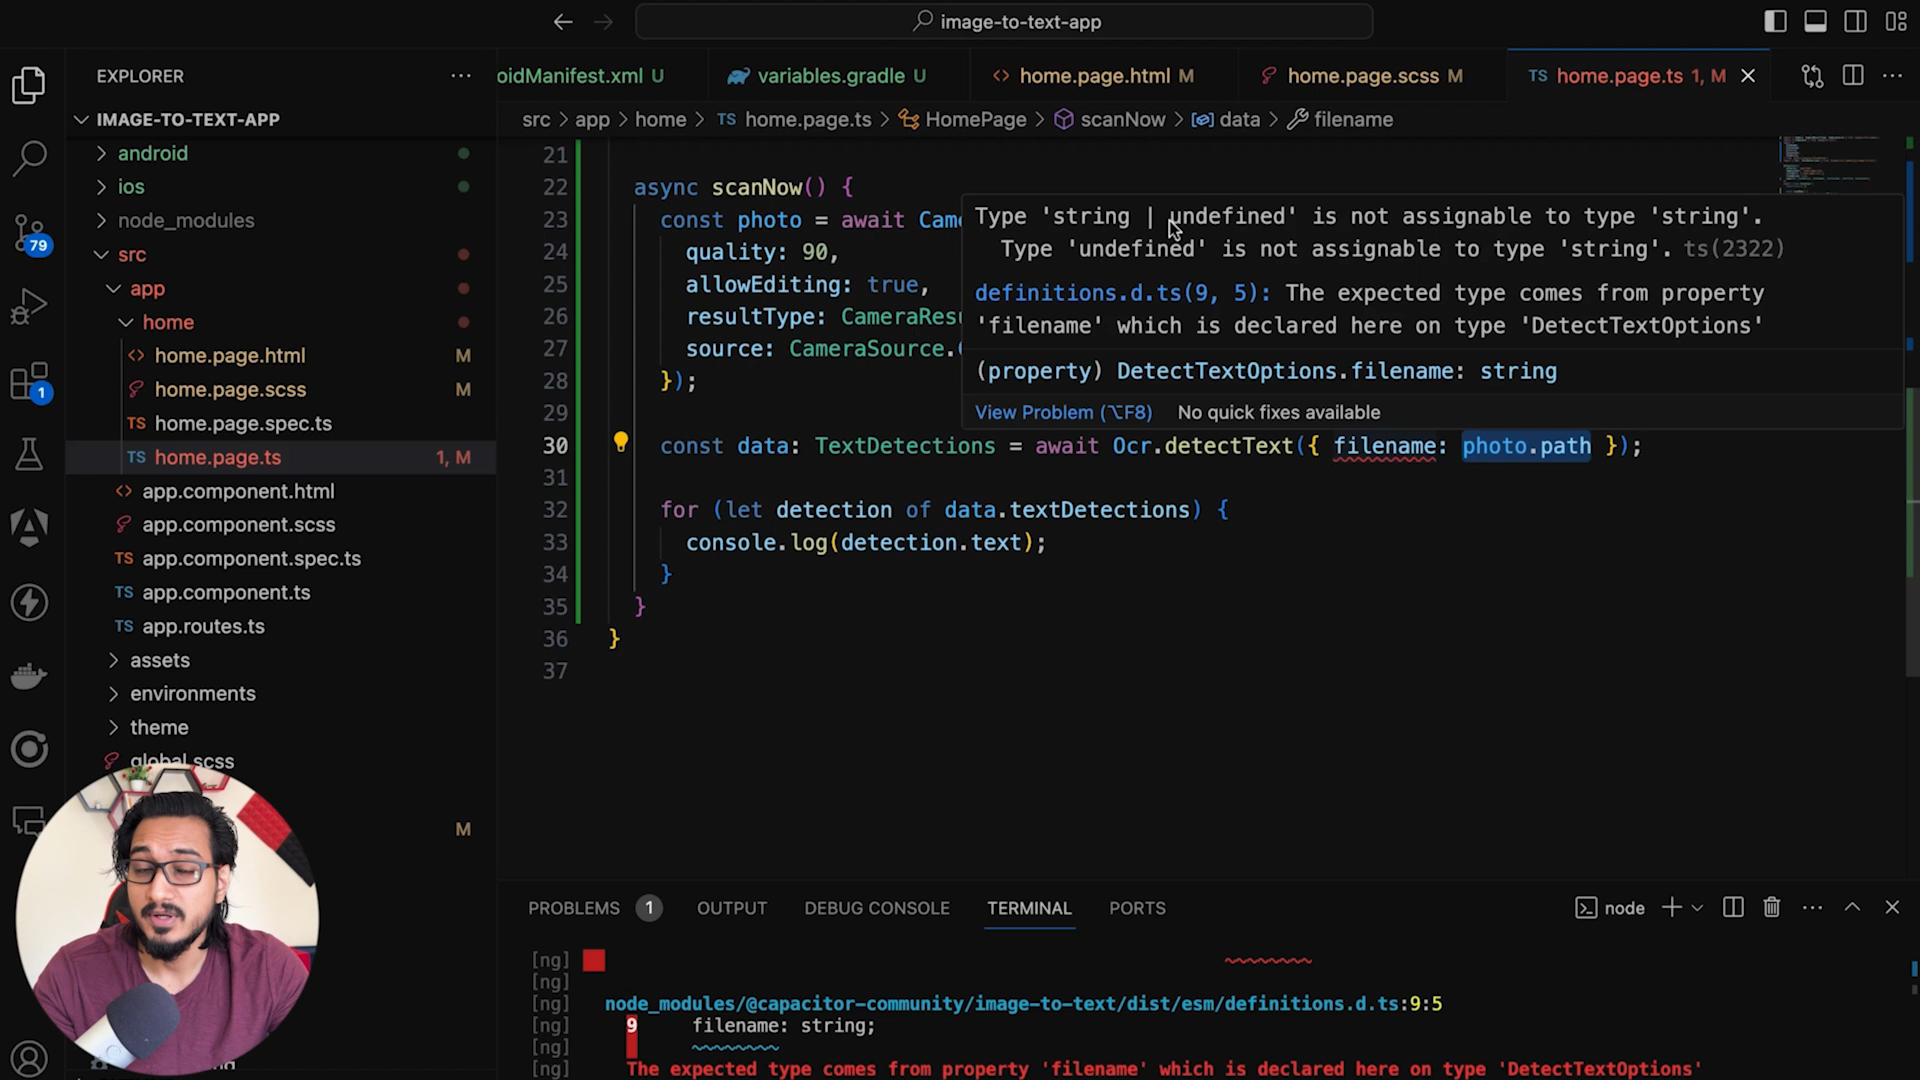 image-to-text-app
EXPLORER
oidManifest.xml U
variables.gradle U
home.page.html M
home.page.scss M
TS home.page.ts 1, M
IMAGE-TO-TEXT-APP
src > app > home > TS home.page.ts > HomePage > scanNow > data > filename
android
ios
node_modules
src
app
home
home.page.html M
home.page.scss M
TS home.page.spec.ts
TS home.page.ts 1, M
app.component.html
app.component.scss
TS app.component.spec.ts
TS app.component.ts
TS app.routes.ts
assets
environments
theme
global.scss
M
79
1
21
22 async scanNow() {
23 const photo = await Came
24 quality: 90,
25 allowEditing: true,
26 resultType: CameraResu
27 source: CameraSource.
28 });
29
30 const data: TextDetections = await Ocr.detectText({ filename: photo.path });
31
32 for (let detection of data.textDetections) {
33 console.log(detection.text);
34 }
35 }
36 }
37
Type 'string | undefined' is not assignable to type 'string'.
Type 'undefined' is not assignable to type 'string'. ts(2322)
definitions.d.ts(9, 5): The expected type comes from property
'filename' which is declared here on type 'DetectTextOptions'
(property) DetectTextOptions.filename: string
View Problem (⌥F8) No quick fixes available
PROBLEMS 1 OUTPUT DEBUG CONSOLE TERMINAL PORTS
node
[ng]
[ng]
[ng] node_modules/@capacitor-community/image-to-text/dist/esm/definitions.d.ts:9:5
[ng] 9 filename: string;
[ng]
[ng] The expected type comes from property 'filename' which is declared here on type 'DetectTextOptions'